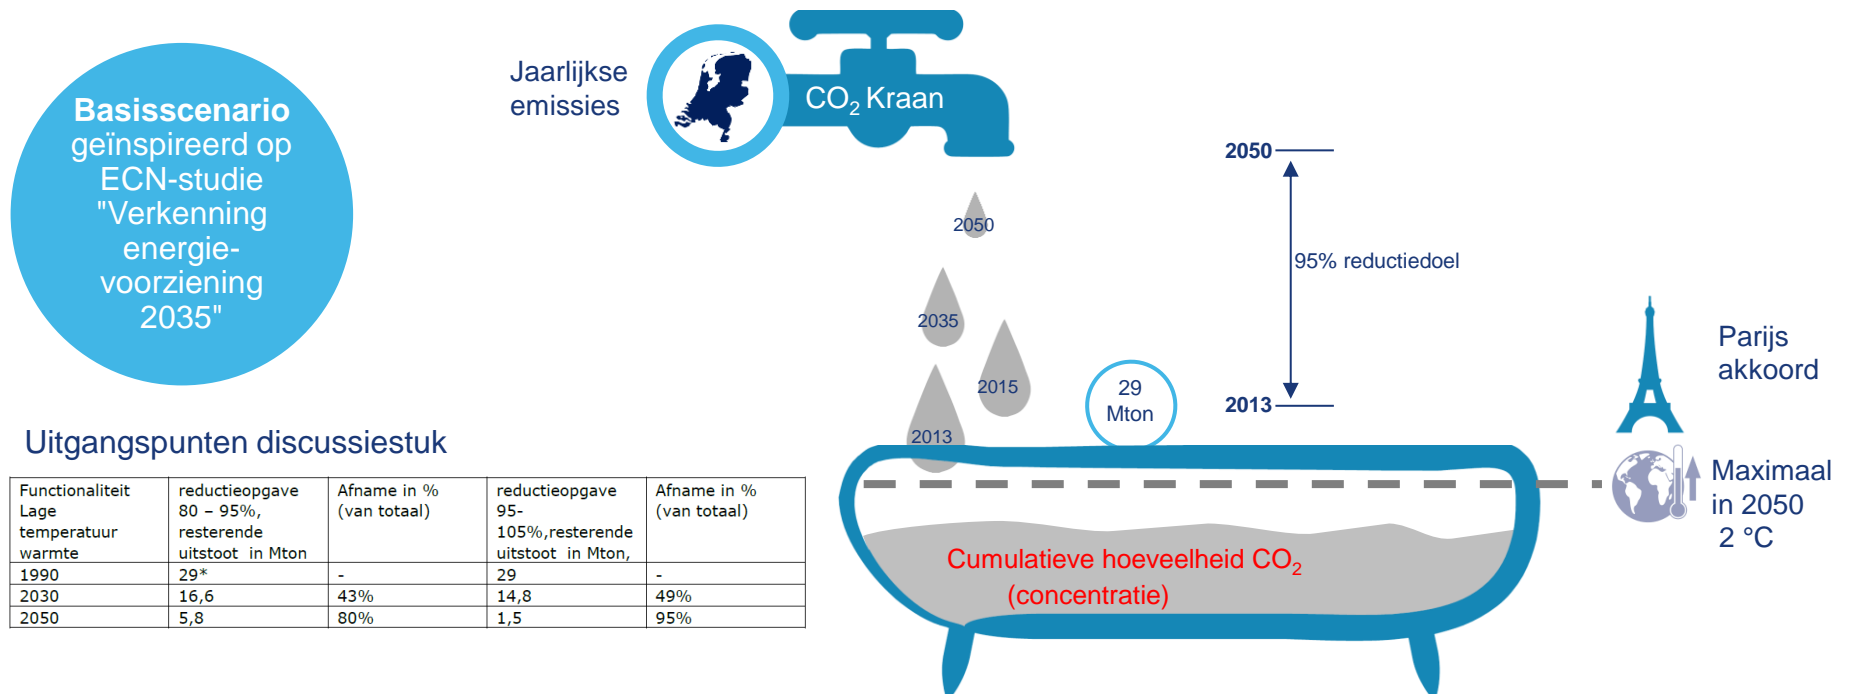 Basisscenario
geïnspireerd op
ECN-studie
"Verkenning
energie-
voorziening
2035"
Jaarlijkse
emissies
CO₂ Kraan
2050
2035
2015
2013
29
Mton
2050
95% reductiedoel
2013
Parijs
akkoord
Maximaal
in 2050
2 °C
Cumulatieve hoeveelheid CO₂
(concentratie)
Uitgangspunten discussiestuk
Functionaliteit
Lage
temperatuur
warmte
reductieopgave
80 – 95%,
resterende
uitstoot in Mton
Afname in %
(van totaal)
reductieopgave
95-
105%,resterende
uitstoot in Mton,
Afname in %
(van totaal)
1990 29* - 29 -
2030 16,6 43% 14,8 49%
2050 5,8 80% 1,5 95%